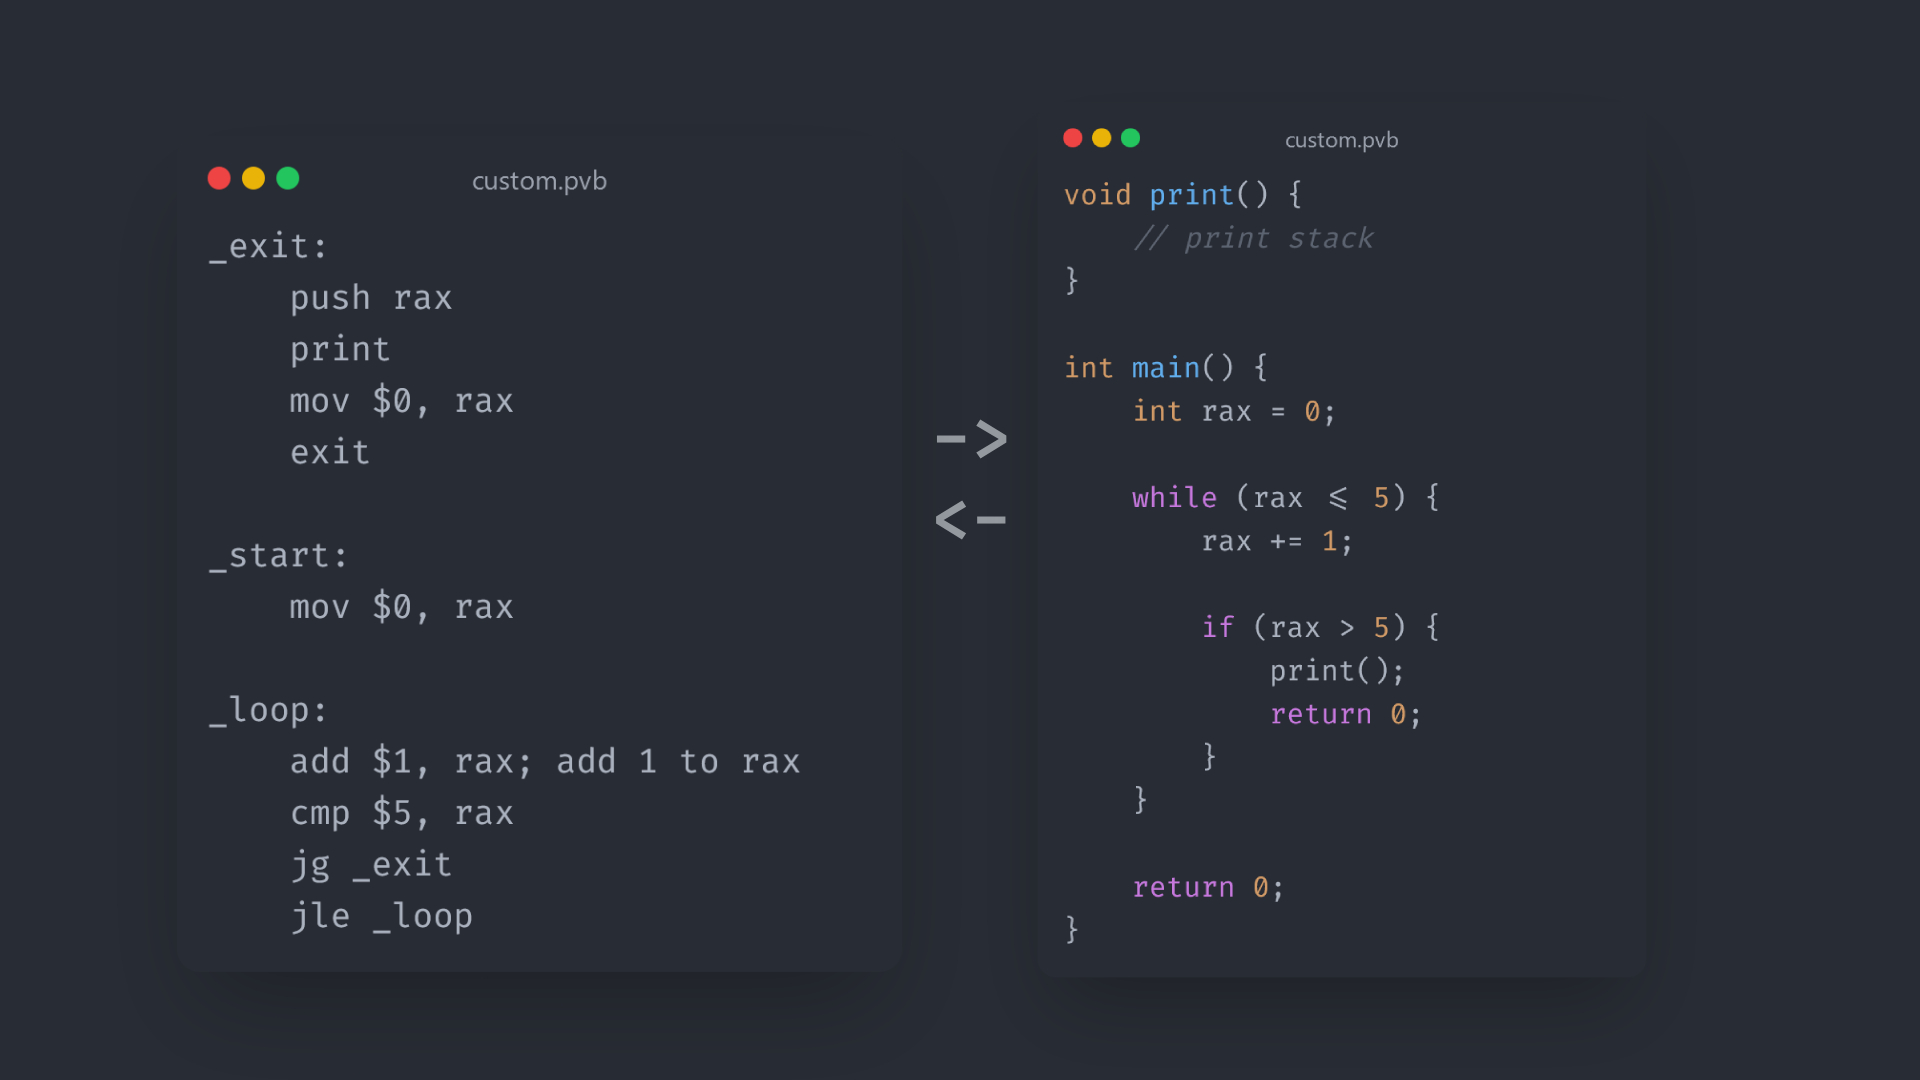 custom.pvb
_exit:
    push rax
    print
    mov $0, rax
    exit
_start:
    mov $0, rax
_loop:
    add $1, rax; add 1 to rax
    cmp $5, rax
    jg _exit
    jle _loop
->
<-
custom.pvb
void print() {
    // print stack
}
int main() {
    int rax = 0;
    while (rax ⩽ 5) {
        rax += 1;
        if (rax > 5) {
            print();
            return 0;
        }
    }
    return 0;
}